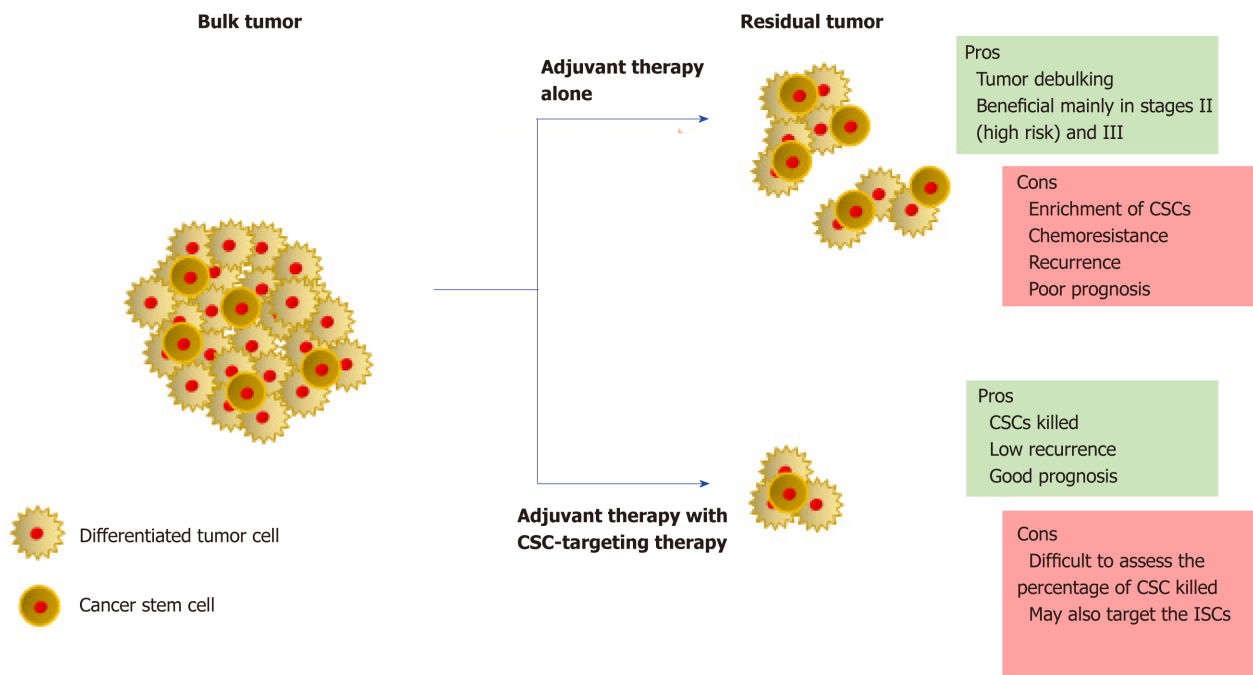 Bulk tumor
Residual tumor
Adjuvant therapy
alone
Pros
Tumor debulking
Beneficial mainly in stages II
(high risk) and III
Cons
Enrichment of CSCs
Chemoresistance
Recurrence
Poor prognosis
Adjuvant therapy with
CSC-targeting therapy
Pros
CSCs killed
Low recurrence
Good prognosis
Cons
Difficult to assess the
percentage of CSC killed
May also target the ISCs
Differentiated tumor cell
Cancer stem cell